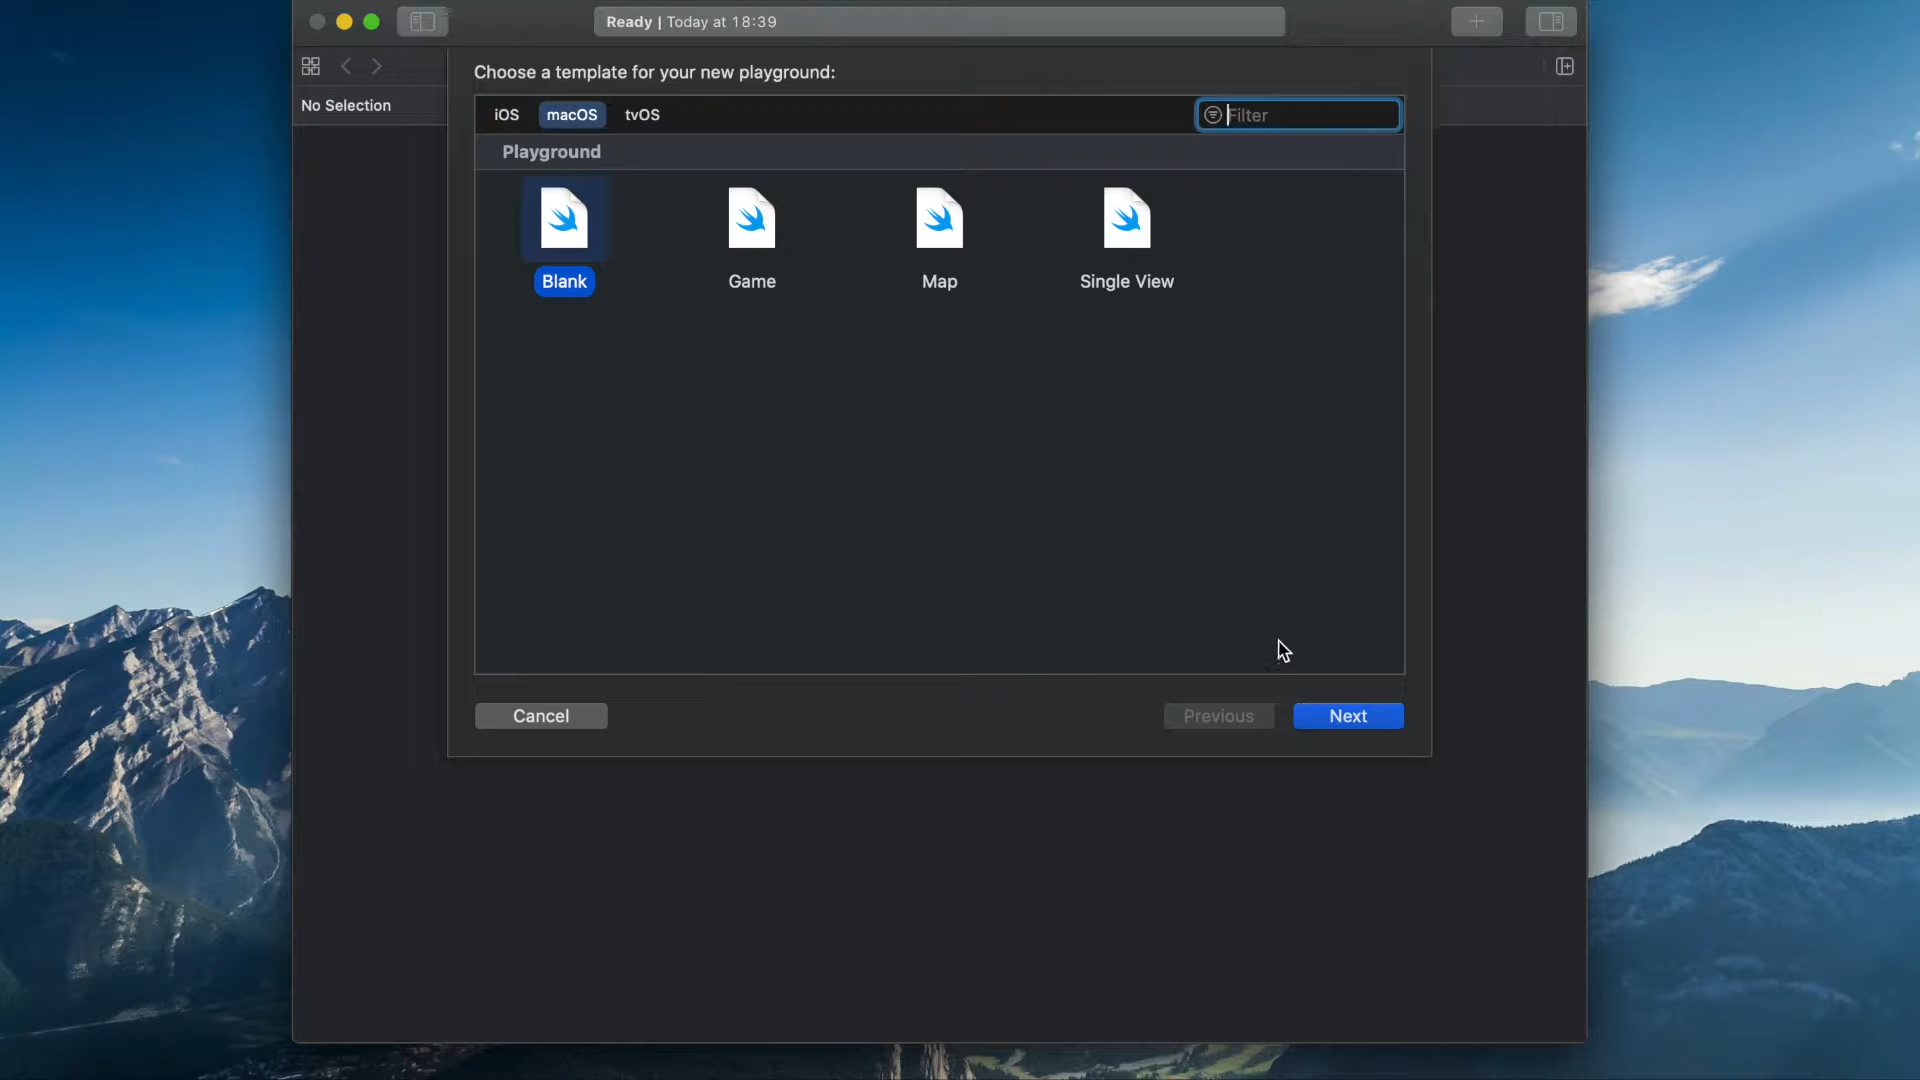 Ready | Today at 18:39
Choose a template for your new playground:
No Selection
iOS macOS tvOS Filter
Playground
Blank Game Map Single View
Cancel Previous Next